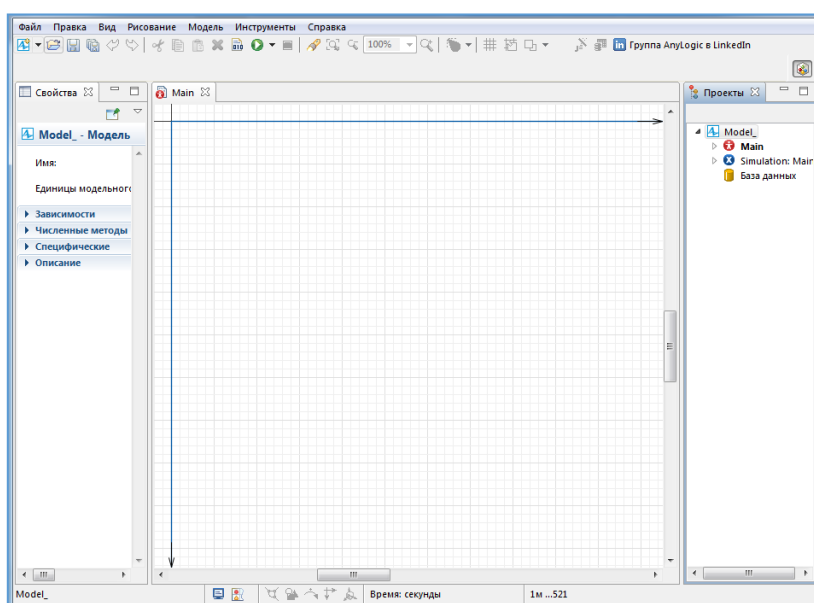 Файл Правка Вид Рисование Модель Инструменты Справка
100% Группа AnyLogic в LinkedIn
Свойства
Main
Проекты
Model_ - Модель
Имя:
Единицы модельного
Зависимости
Численные методы
Специфические
Описание
Model_
Main
Simulation: Main
База данных
Model_
Время: секунды
1м ...521